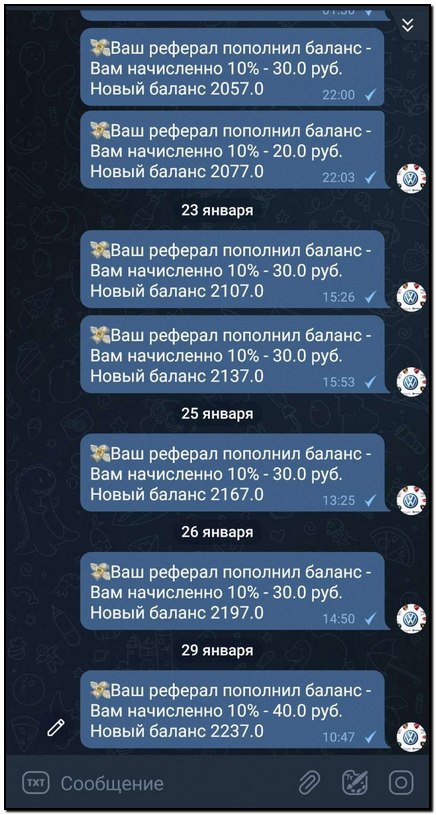 01:30
Ваш реферал пополнил баланс -
Вам начисленно 10% - 30.0 руб.
Новый баланс 2057.0
22:00
Ваш реферал пополнил баланс -
Вам начисленно 10% - 20.0 руб.
Новый баланс 2077.0
22:03
23 января
Ваш реферал пополнил баланс -
Вам начисленно 10% - 30.0 руб.
Новый баланс 2107.0
15:26
Ваш реферал пополнил баланс -
Вам начисленно 10% - 30.0 руб.
Новый баланс 2137.0
15:53
25 января
Ваш реферал пополнил баланс -
Вам начисленно 10% - 30.0 руб.
Новый баланс 2167.0
13:25
26 января
Ваш реферал пополнил баланс -
Вам начисленно 10% - 30.0 руб.
Новый баланс 2197.0
14:50
29 января
Ваш реферал пополнил баланс -
Вам начисленно 10% - 40.0 руб.
Новый баланс 2237.0
10:47
TXT Сообщение